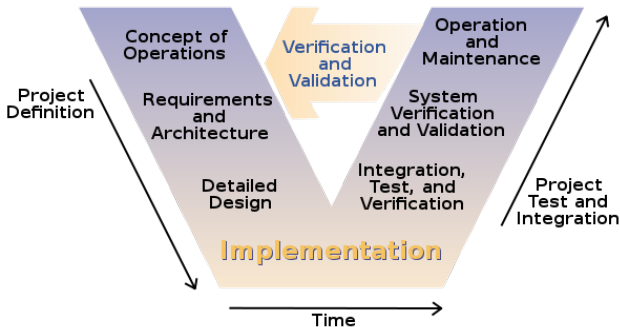 Concept of
Operations
Verification
and
Validation
Operation
and
Maintenance
Project
Definition
Requirements
and
Architecture
System
Verification
and Validation
Detailed
Design
Integration,
Test, and
Verification
Project
Test and
Integration
Implementation
Time